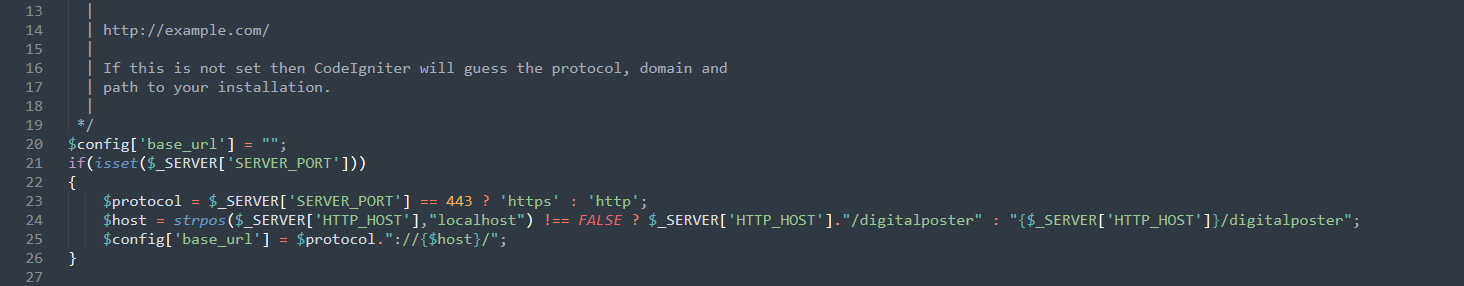 13 |
14 | http://example.com/
15 |
16 | If this is not set then CodeIgniter will guess the protocol, domain and
17 | path to your installation.
18 |
19 */
20 $config['base_url'] = "";
21 if(isset($_SERVER['SERVER_PORT']))
22 {
23 $protocol = $_SERVER['SERVER_PORT'] == 443 ? 'https' : 'http';
24 $host = strpos($_SERVER['HTTP_HOST'],"localhost") !== FALSE ? $_SERVER['HTTP_HOST']."/digitalposter" : "{$_SERVER['HTTP_HOST']}/digitalposter";
25 $config['base_url'] = $protocol."://{$host}/";
26 }
27